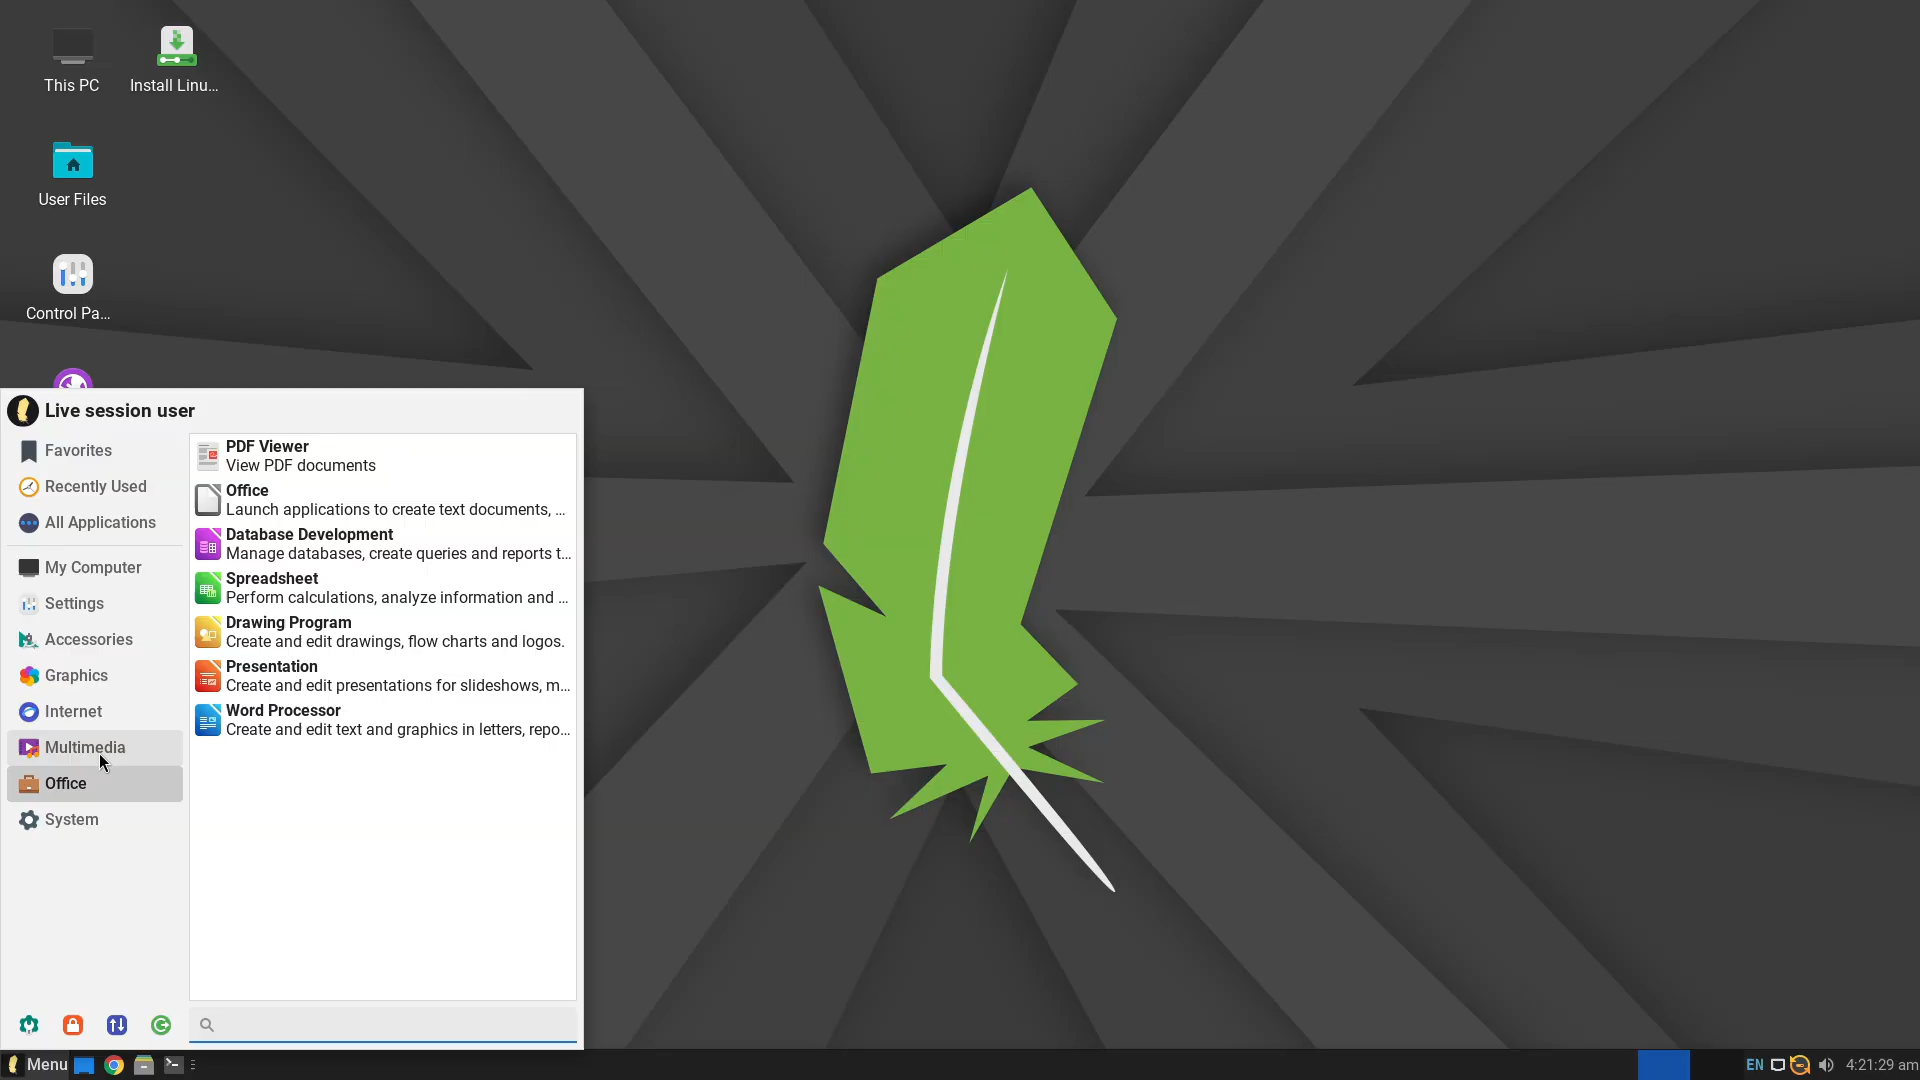 This PC
Install Linu...
User Files
Control Pa...
Live session user
Favorites
Recently Used
All Applications
My Computer
Settings
Accessories
Graphics
Internet
Multimedia
Office
System
PDF Viewer
View PDF documents
Office
Launch applications to create text documents, ...
Database Development
Manage databases, create queries and reports t...
Spreadsheet
Perform calculations, analyze information and ...
Drawing Program
Create and edit drawings, flow charts and logos.
Presentation
Create and edit presentations for slideshows, m...
Word Processor
Create and edit text and graphics in letters, repo...
Menu
EN
4:21:29 am